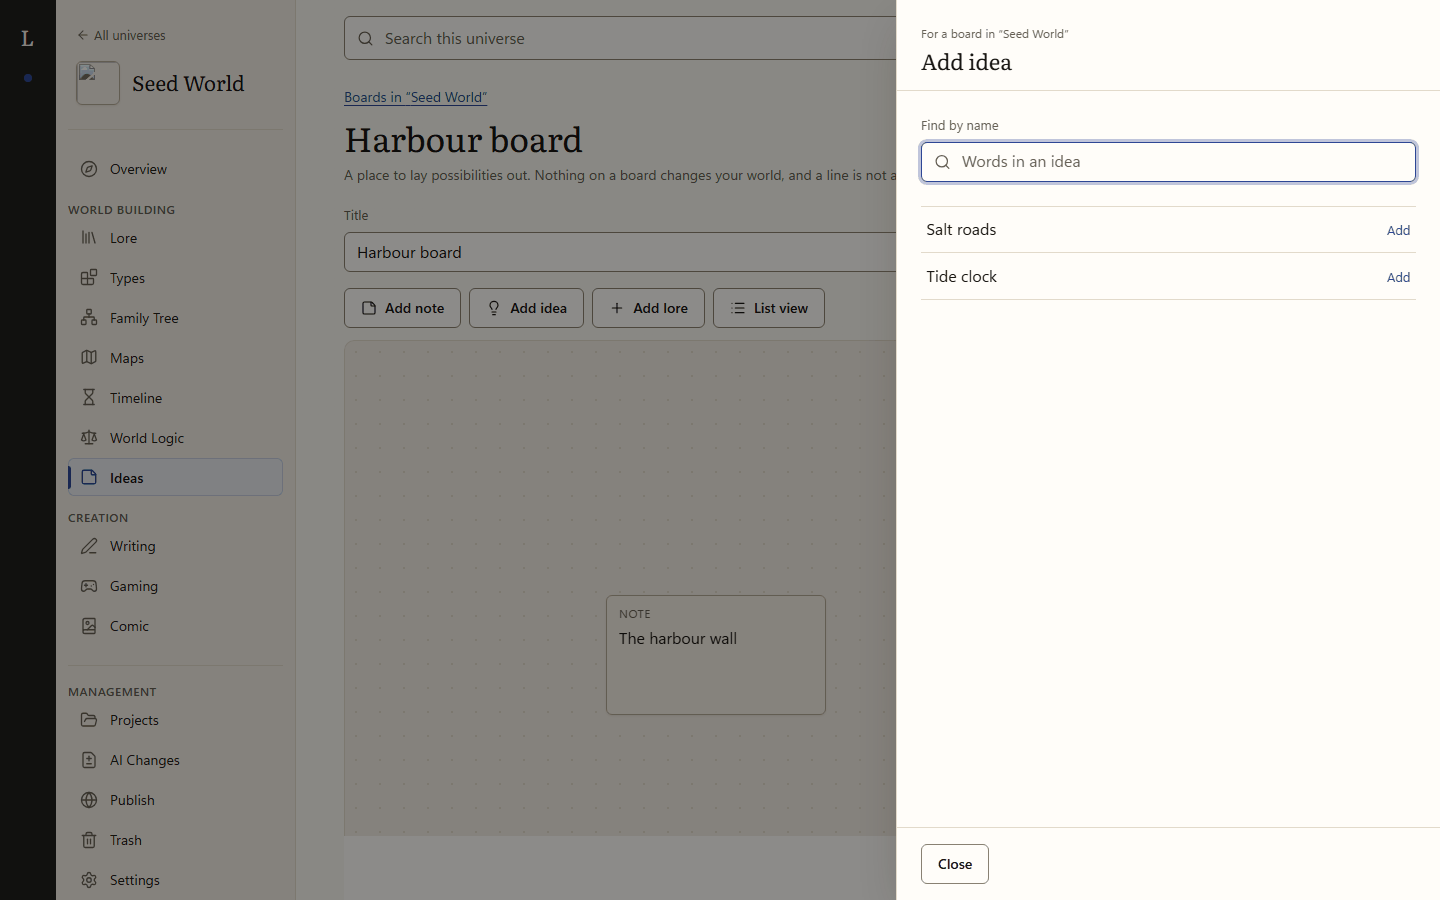 L
All universes
Seed World
Overview
WORLD BUILDING
Lore
Types
Family Tree
Maps
Timeline
World Logic
Ideas
CREATION
Writing
Gaming
Comic
MANAGEMENT
Projects
AI Changes
Publish
Trash
Settings
Search this universe
Boards in “Seed World”
Harbour board
A place to lay possibilities out. Nothing on a board changes your world, and a line is not a
Title
Harbour board
Add note
Add idea
Add lore
List view
NOTE
The harbour wall
For a board in “Seed World”
Add idea
Find by name
Words in an idea
Salt roads Add
Tide clock Add
Close